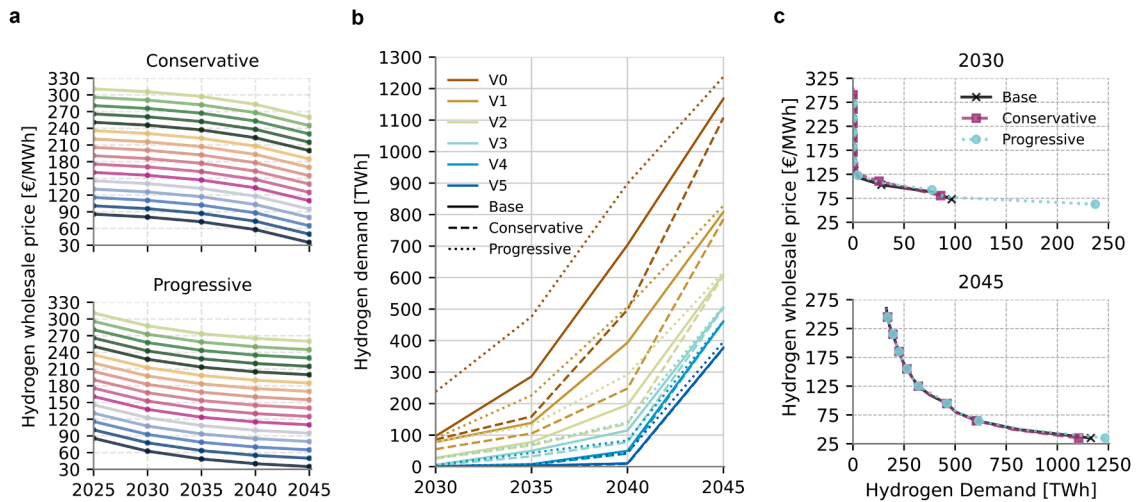 a
Conservative
Hydrogen wholesale price [€/MWh]
330
300
270
240
210
180
150
120
90
60
30
Progressive
330
300
270
240
210
180
150
120
90
60
30
2025 2030 2035 2040 2045
b
Hydrogen demand [TWh]
1300
1200
1100
1000
900
800
700
600
500
400
300
200
100
0
V0
V1
V2
V3
V4
V5
Base
Conservative
Progressive
2030 2035 2040 2045
c
2030
Hydrogen wholesale price [€/MWh]
325
275
225
175
125
75
25
Base
Conservative
Progressive
0 50 100 150 200 250
2045
275
225
175
125
75
25
0 250 500 750 1000 1250
Hydrogen Demand [TWh]